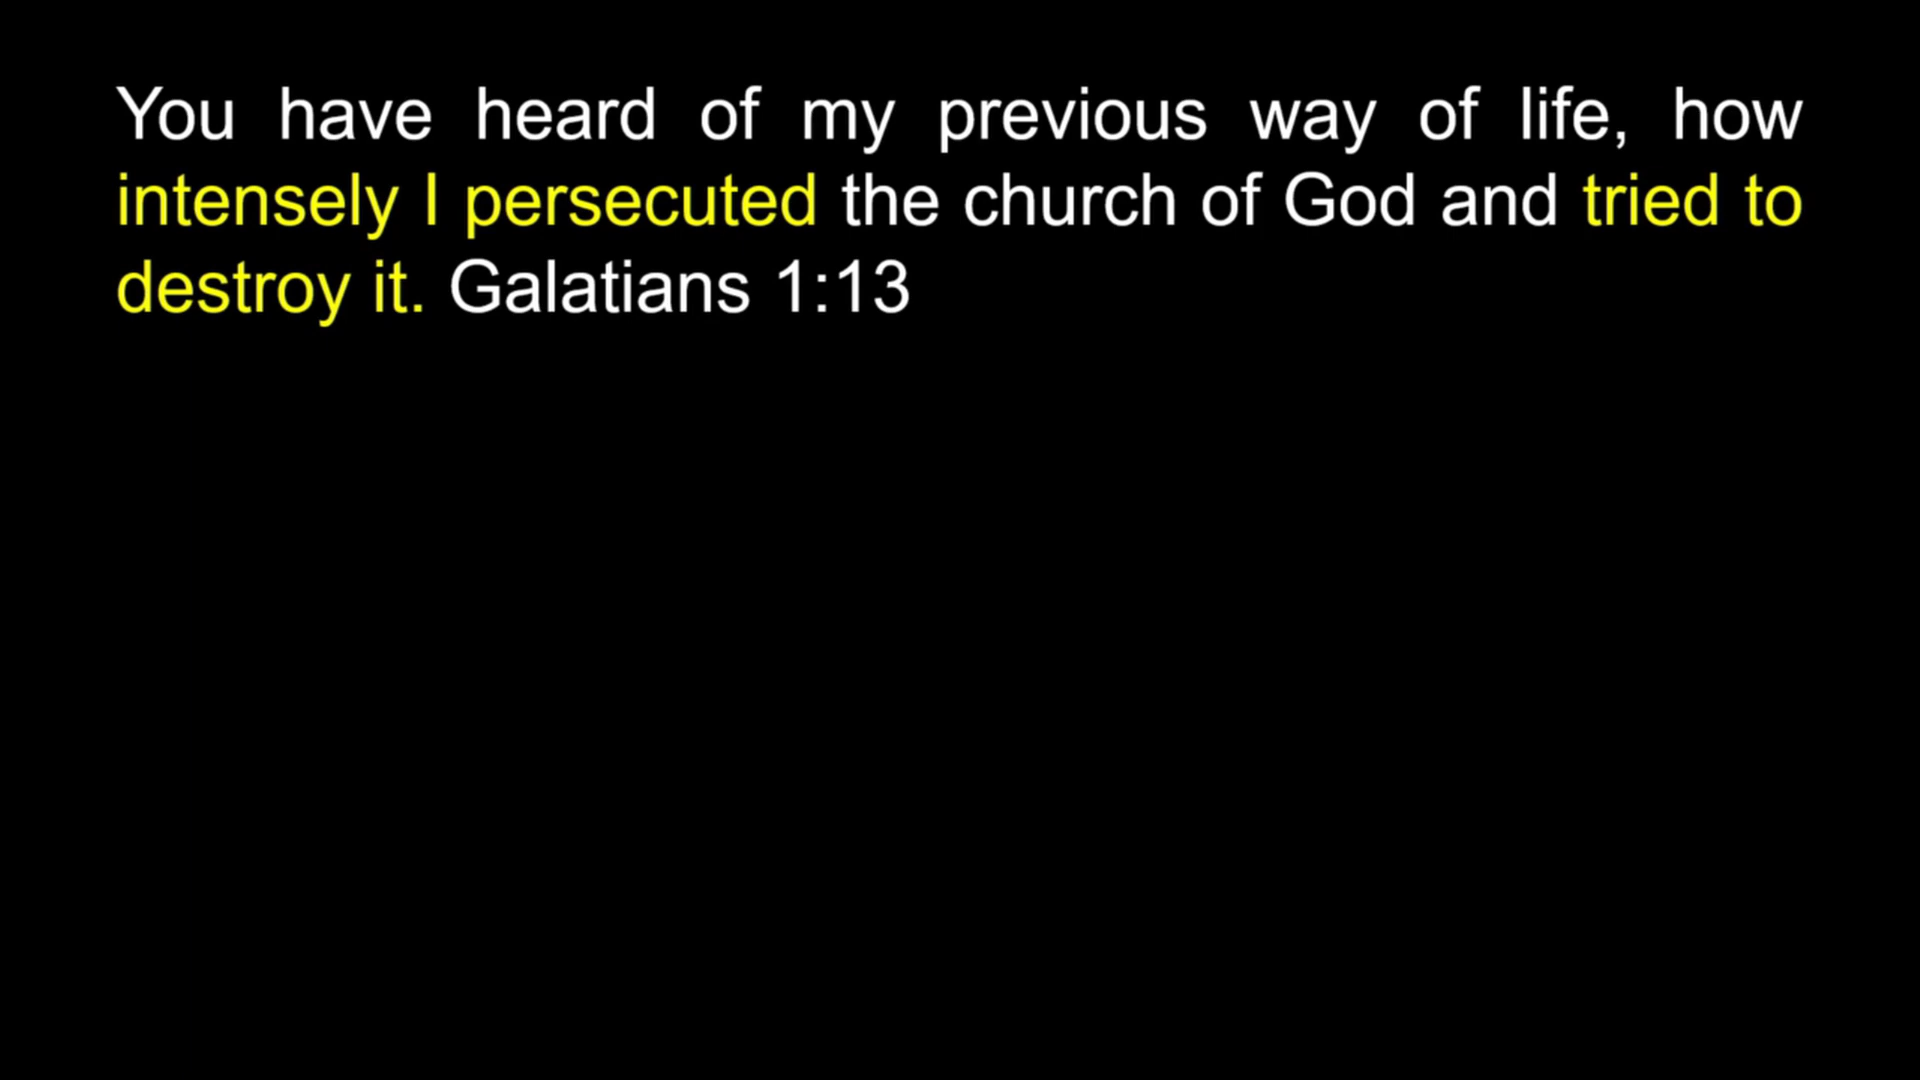 You have heard of my previous way of life, how
intensely I persecuted the church of God and tried to
destroy it. Galatians 1:13